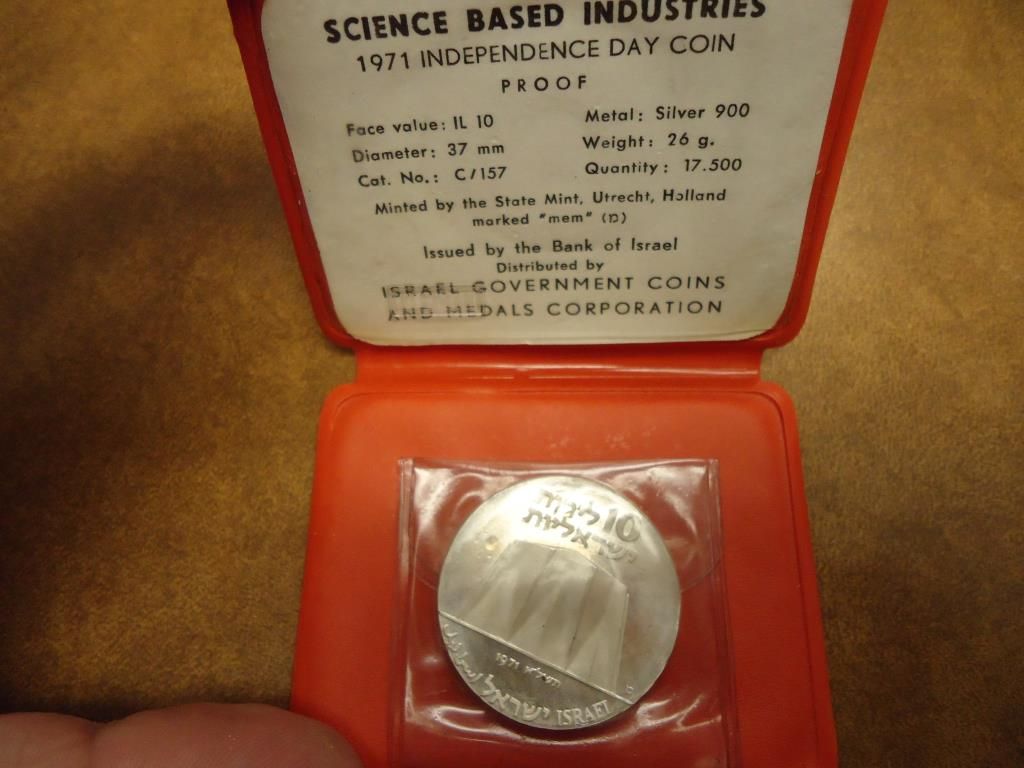 SCIENCE BASED INDUSTRIES
1971 INDEPENDENCE DAY COIN
PROOF
Face value: IL 10
Metal: Silver 900
Diameter: 37 mm
Weight: 26 g.
Cat. No.: C/157
Quantity: 17.500
Minted by the State Mint, Utrecht, Holland
marked "mem" (מ)
Issued by the Bank of Israel
Distributed by
ISRAEL GOVERNMENT COINS
AND MEDALS CORPORATION
10 לירות
ישראליות
1971 התשל"א
ISRAEL ישראל اسرائيل